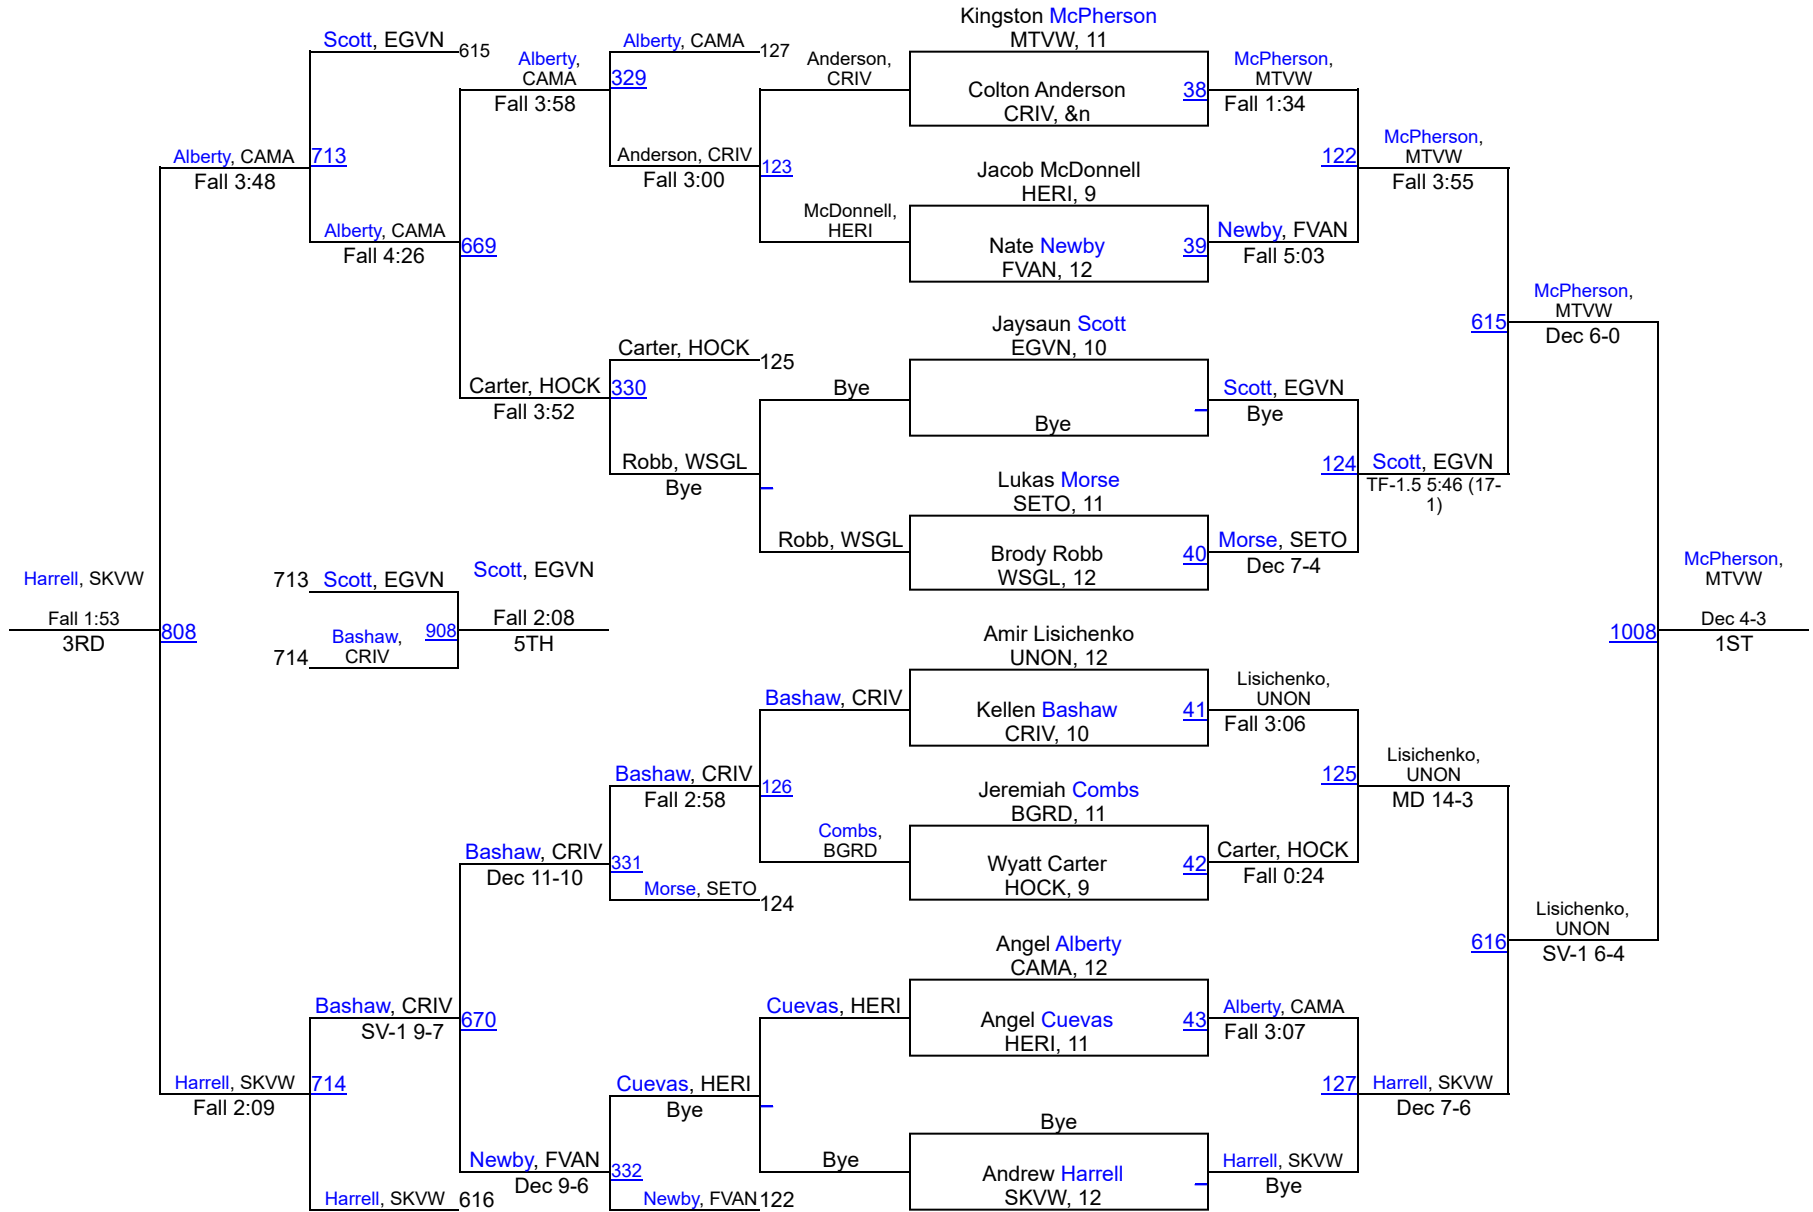 Kingston McPherson
MTVW, 11
Scott, EGVN
615
Alberty,
CAMA
Fall 3:58
Alberty, CAMA
127
329
Anderson,
CRIV
Colton Anderson
CRIV, &n
38
McPherson,
MTVW
Fall 1:34
Alberty, CAMA
Fall 3:48
713
Anderson, CRIV
Fall 3:00
123
Jacob McDonnell
HERI, 9
122
McPherson,
MTVW
Fall 3:55
Alberty, CAMA
Fall 4:26
669
McDonnell,
HERI
Nate Newby
FVAN, 12
39
Newby, FVAN
Fall 5:03
McPherson,
MTVW
Dec 6-0
615
Jaysaun Scott
EGVN, 10
Carter, HOCK
125
Carter, HOCK
Fall 3:52
330
Bye
Bye
Scott, EGVN
Bye
Robb, WSGL
Bye
Lukas Morse
SETO, 11
124
Scott, EGVN
TF-1.5 5:46 (17-
1)
Robb, WSGL
Brody Robb
WSGL, 12
40
Morse, SETO
Dec 7-4
Harrell, SKVW
Fall 1:53
3RD
808
713
Scott, EGVN
714
Bashaw,
CRIV
908
Scott, EGVN
Fall 2:08
5TH
McPherson,
MTVW
Dec 4-3
1ST
1008
Amir Lisichenko
UNON, 12
Bashaw, CRIV
Kellen Bashaw
CRIV, 10
41
Lisichenko,
UNON
Fall 3:06
Bashaw, CRIV
Fall 2:58
126
Jeremiah Combs
BGRD, 11
125
Lisichenko,
UNON
MD 14-3
Bashaw, CRIV
Dec 11-10
331
Combs,
BGRD
Wyatt Carter
HOCK, 9
42
Carter, HOCK
Fall 0:24
Morse, SETO
124
Lisichenko,
UNON
SV-1 6-4
616
Angel Alberty
CAMA, 12
Bashaw, CRIV
SV-1 9-7
670
Cuevas, HERI
Angel Cuevas
HERI, 11
43
Alberty, CAMA
Fall 3:07
Harrell, SKVW
Fall 2:09
714
Cuevas, HERI
Bye
127
Harrell, SKVW
Dec 7-6
Bye
Newby, FVAN
Dec 9-6
332
Bye
Andrew Harrell
SKVW, 12
Harrell, SKVW
Bye
Harrell, SKVW
616
Newby, FVAN
122